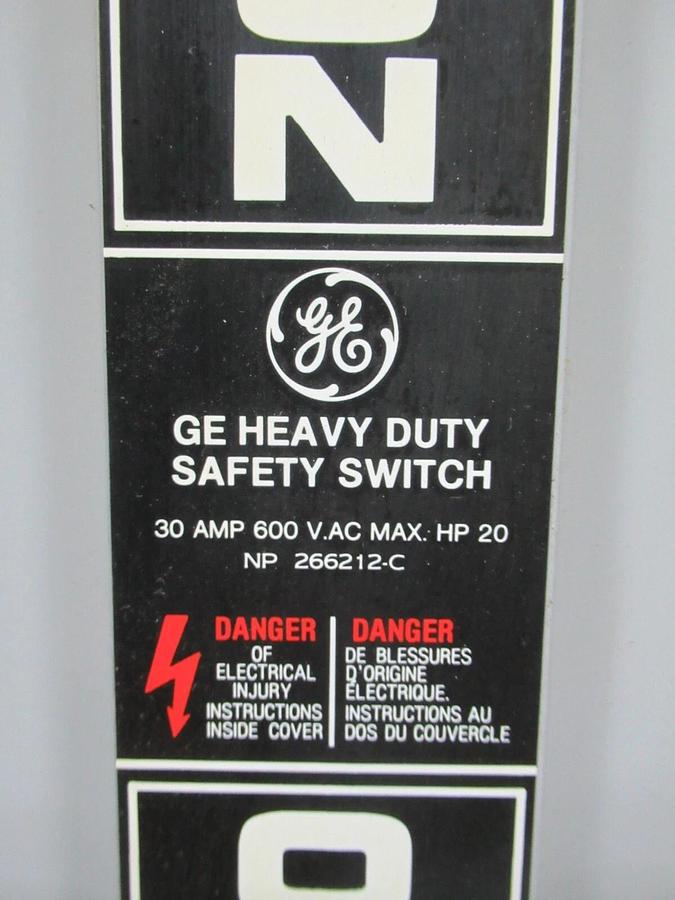 ON
GE
GE HEAVY DUTY
SAFETY SWITCH
30 AMP 600 V.AC MAX. HP 20
NP 266212-C
DANGER
OF
ELECTRICAL
INJURY
INSTRUCTIONS
INSIDE COVER
DANGER
DE BLESSURES
D'ORIGINE
ÉLECTRIQUE.
INSTRUCTIONS AU
DOS DU COUVERCLE
O